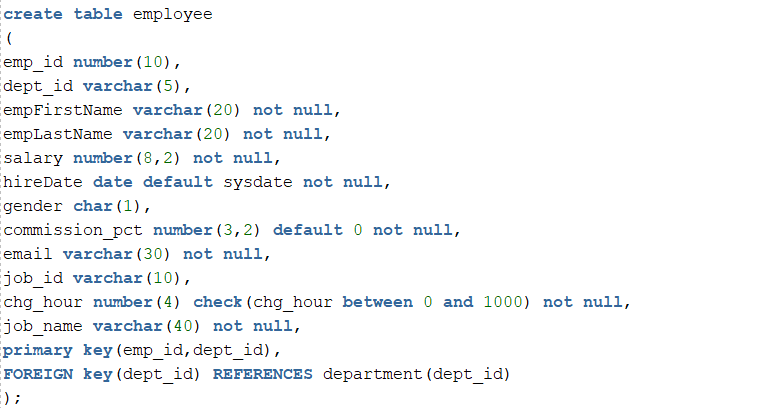 create table employee
(
emp_id number(10),
dept_id varchar(5),
empFirstName varchar(20) not null,
empLastName varchar(20) not null,
salary number(8,2) not null,
hireDate date default sysdate not null,
gender char(1),
commission_pct number(3,2) default 0 not null,
email varchar(30) not null,
job_id varchar(10),
chg_hour number(4) check(chg_hour between 0 and 1000) not null,
job_name varchar(40) not null,
primary key(emp_id,dept_id),
FOREIGN key(dept_id) REFERENCES department(dept_id)
);